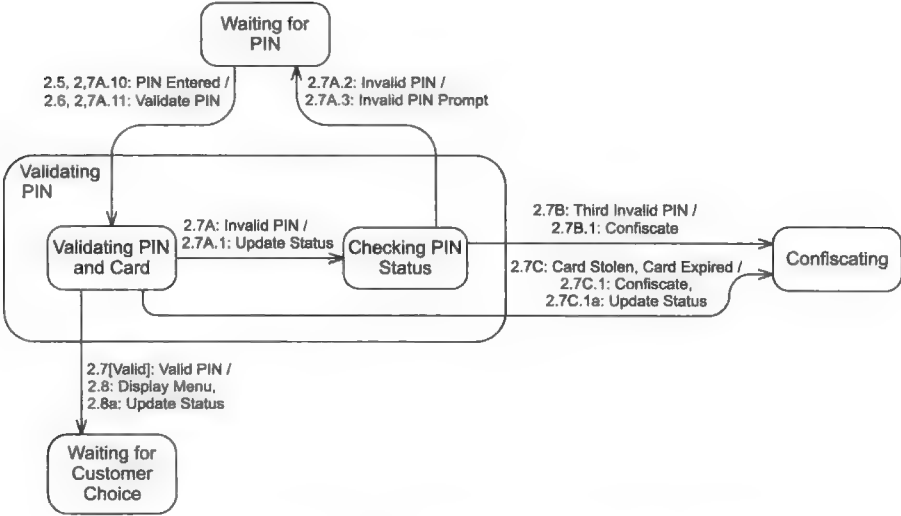 Waiting for
PIN
2.5, 2,7A.10: PIN Entered /
2.6, 2,7A.11: Validate PIN
2.7A.2: Invalid PIN /
2.7A.3: Invalid PIN Prompt
Validating
PIN
Validating PIN
and Card
2.7A: Invalid PIN /
2.7A.1: Update Status
Checking PIN
Status
2.7B: Third Invalid PIN /
2.7B.1: Confiscate
2.7C: Card Stolen, Card Expired /
2.7C.1: Confiscate,
2.7C.1a: Update Status
Confiscating
2.7[Valid]: Valid PIN /
2.8: Display Menu,
2.8a: Update Status
Waiting for
Customer
Choice